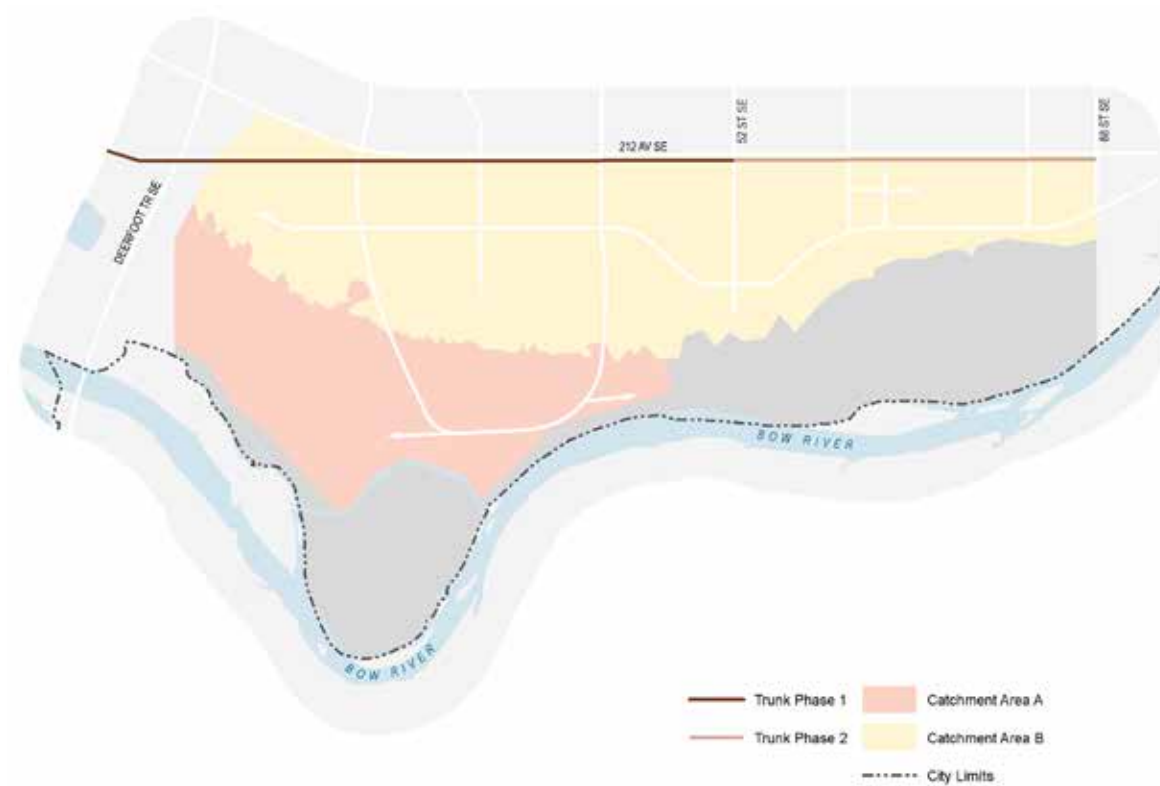 212 AV SE
52 ST SE
88 ST SE
DEERFOOT TR SE
BOW RIVER
BOW RIVER
Trunk Phase 1
Catchment Area A
Trunk Phase 2
Catchment Area B
City Limits